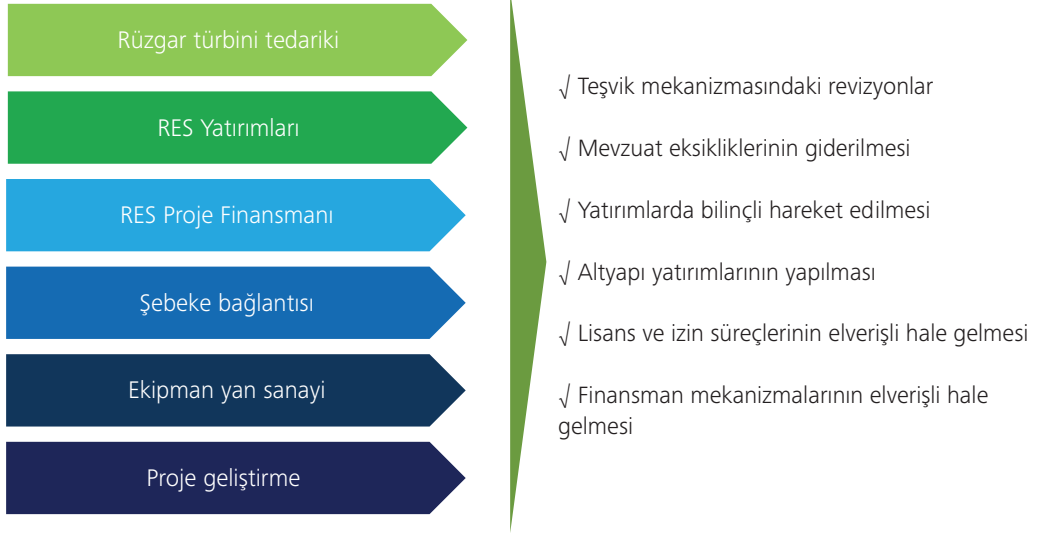 Rüzgar türbini tedariki
RES Yatırımları
RES Proje Finansmanı
Şebeke bağlantısı
Ekipman yan sanayi
Proje geliştirme
√ Teşvik mekanizmasındaki revizyonlar
√ Mevzuat eksikliklerinin giderilmesi
√ Yatırımlarda bilinçli hareket edilmesi
√ Altyapı yatırımlarının yapılması
√ Lisans ve izin süreçlerinin elverişli hale gelmesi
√ Finansman mekanizmalarının elverişli hale
gelmesi